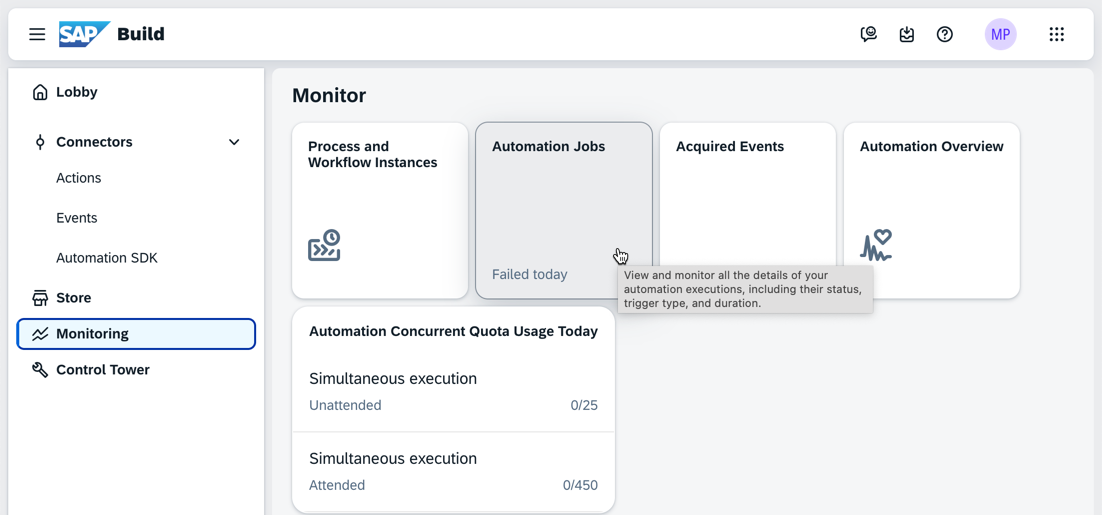 SAP Build
MP
Lobby
Connectors
Actions
Events
Automation SDK
Store
Monitoring
Control Tower
Monitor
Process and
Workflow Instances
Automation Jobs
Failed today
Acquired Events
Automation Overview
View and monitor all the details of your
automation executions, including their status,
trigger type, and duration.
Automation Concurrent Quota Usage Today
Simultaneous execution
Unattended 0/25
Simultaneous execution
Attended 0/450